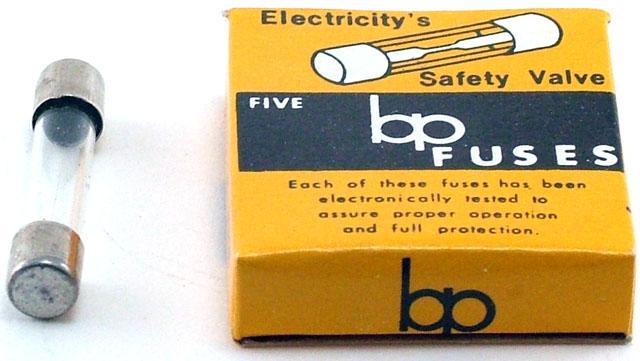 Electricity's
Safety Valve
FIVE
bp
FUSES
Each of these fuses has been
electronically tested to
assure proper operation
and full protection.
bp